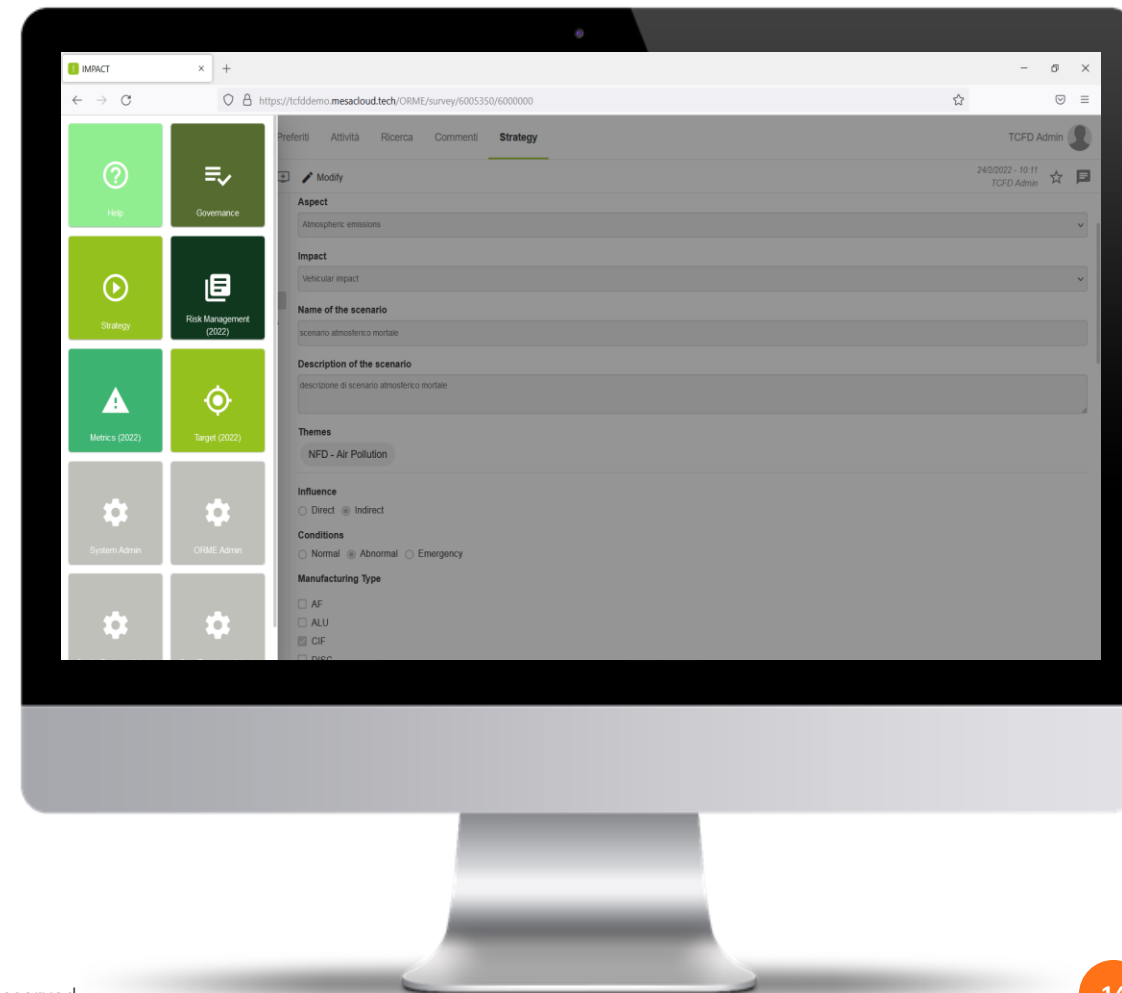 IMPACT
https://tcfddemo.mesacloud.tech/ORME/survey/6005350/6000000
Help
Governance
Strategy
Risk Management
(2022)
Metrics (2022)
Target (2022)
System Admin
ORME Admin
Preferiti Attività Ricerca Commenti Strategy
TCFD Admin
Modify
24/2/2022 - 10:11
TCFD Admin
Aspect
Atmospheric emissions
Impact
Vehicular impact
Name of the scenario
scenario atmosferico mortale
Description of the scenario
descrizione di scenario atmosferico mortale
Themes
NFD - Air Pollution
Influence
Direct Indirect
Conditions
Normal Abnormal Emergency
Manufacturing Type
AF
ALU
CIF
DISC